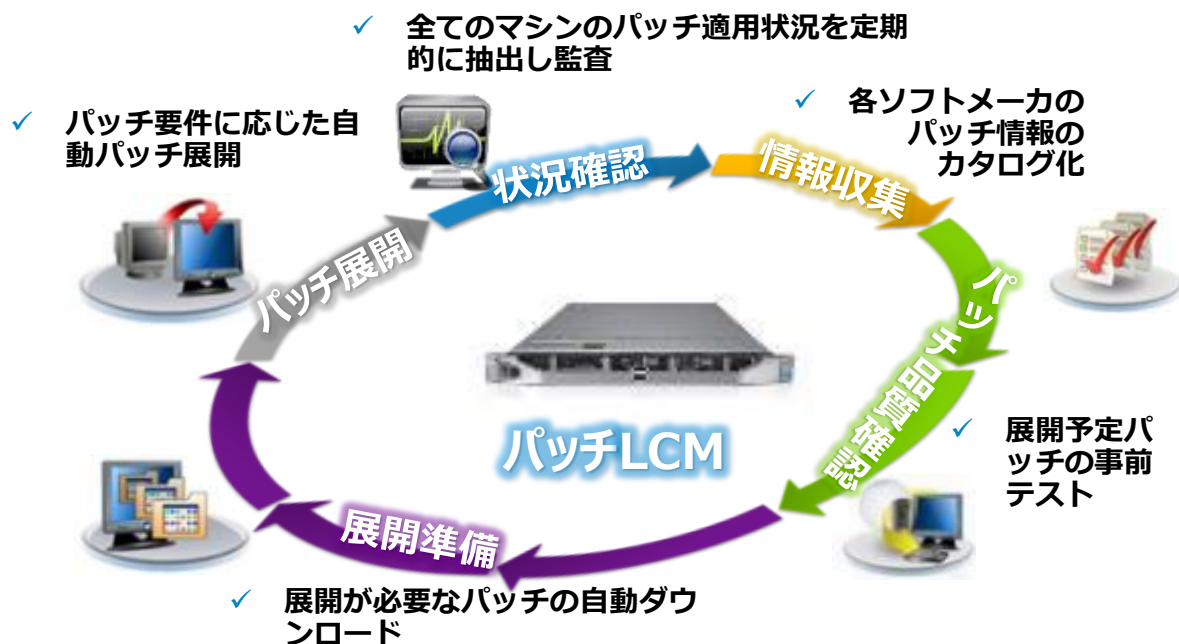 ✓ 全てのマシンのパッチ適用状況を定期
的に抽出し監査
✓ パッチ要件に応じた自
動パッチ展開
✓ 各ソフトメーカの
パッチ情報の
カタログ化
状況確認
情報収集
パッチ展開
パッチ品質確認
パッチLCM
✓ 展開予定パ
ッチの事前
テスト
展開準備
✓ 展開が必要なパッチの自動ダウ
ンロード